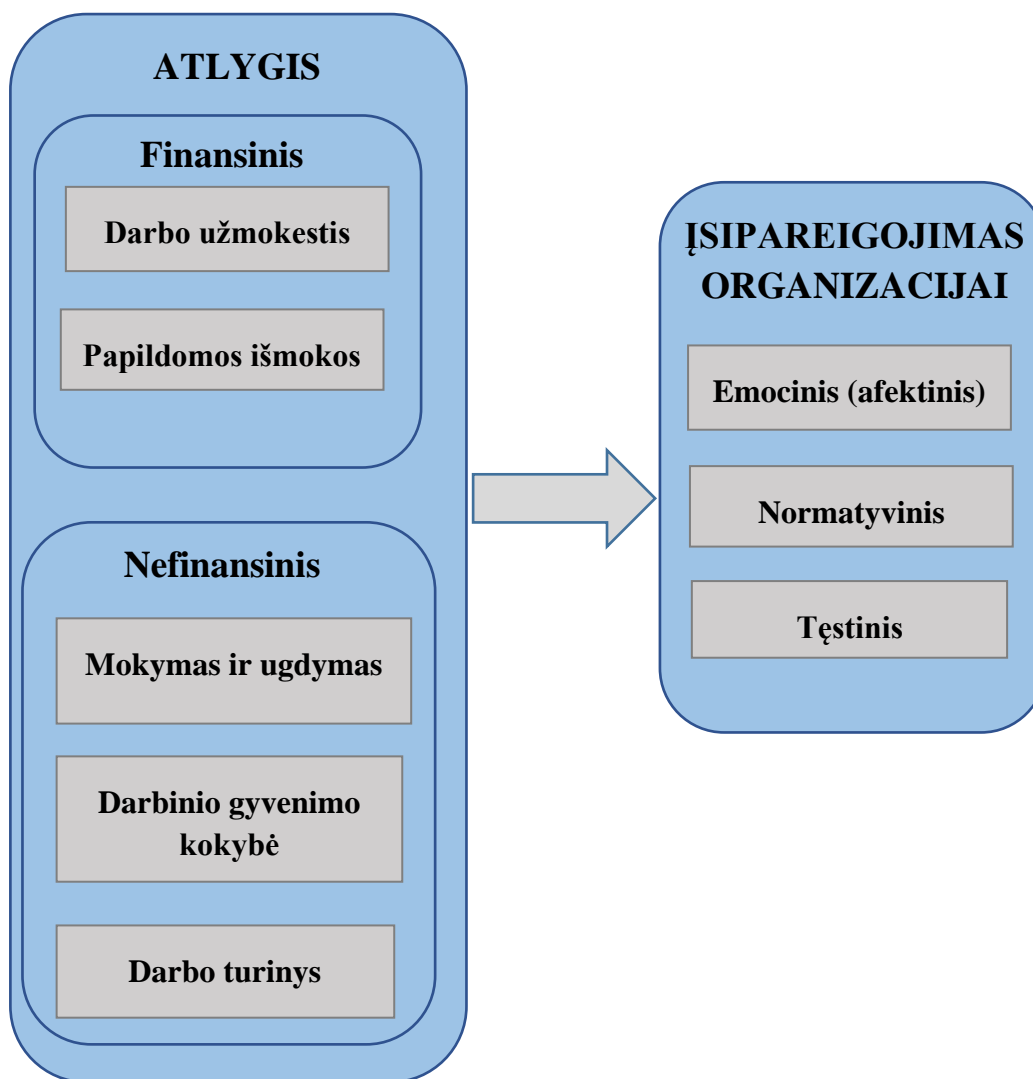 ATLYGIS
Finansinis
Darbo užmokestis
Papildomos išmokos
Nefinansinis
Mokymas ir ugdymas
Darbinio gyvenimo
kokybė
Darbo turinys
ĮSIPAREIGOJIMAS
ORGANIZACIJAI
Emocinis (afektinis)
Normatyvinis
Tęstinis